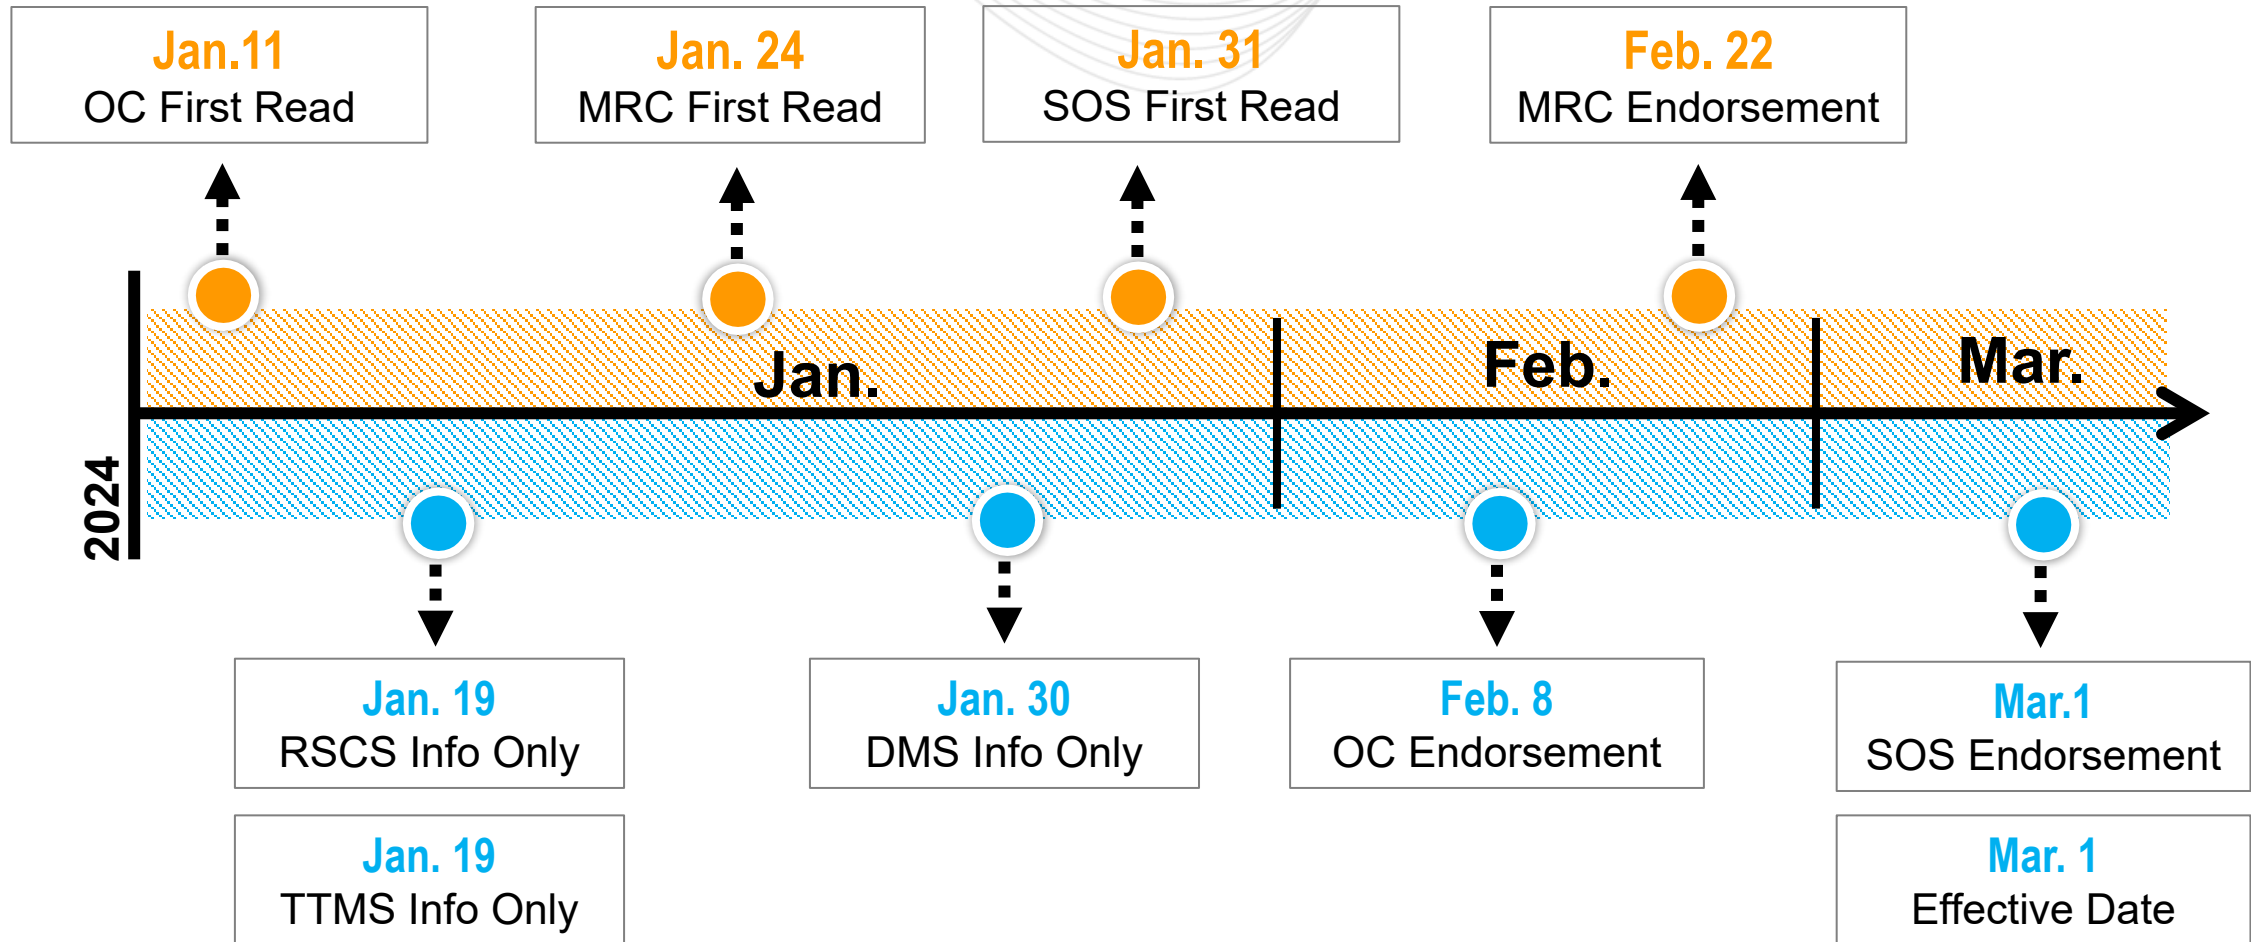 Jan.11
OC First Read
Jan. 24
MRC First Read
Jan. 31
SOS First Read
Feb. 22
MRC Endorsement
2024
Jan.
Feb.
Mar.
Jan. 19
RSCS Info Only
Jan. 19
TTMS Info Only
Jan. 30
DMS Info Only
Feb. 8
OC Endorsement
Mar.1
SOS Endorsement
Mar. 1
Effective Date